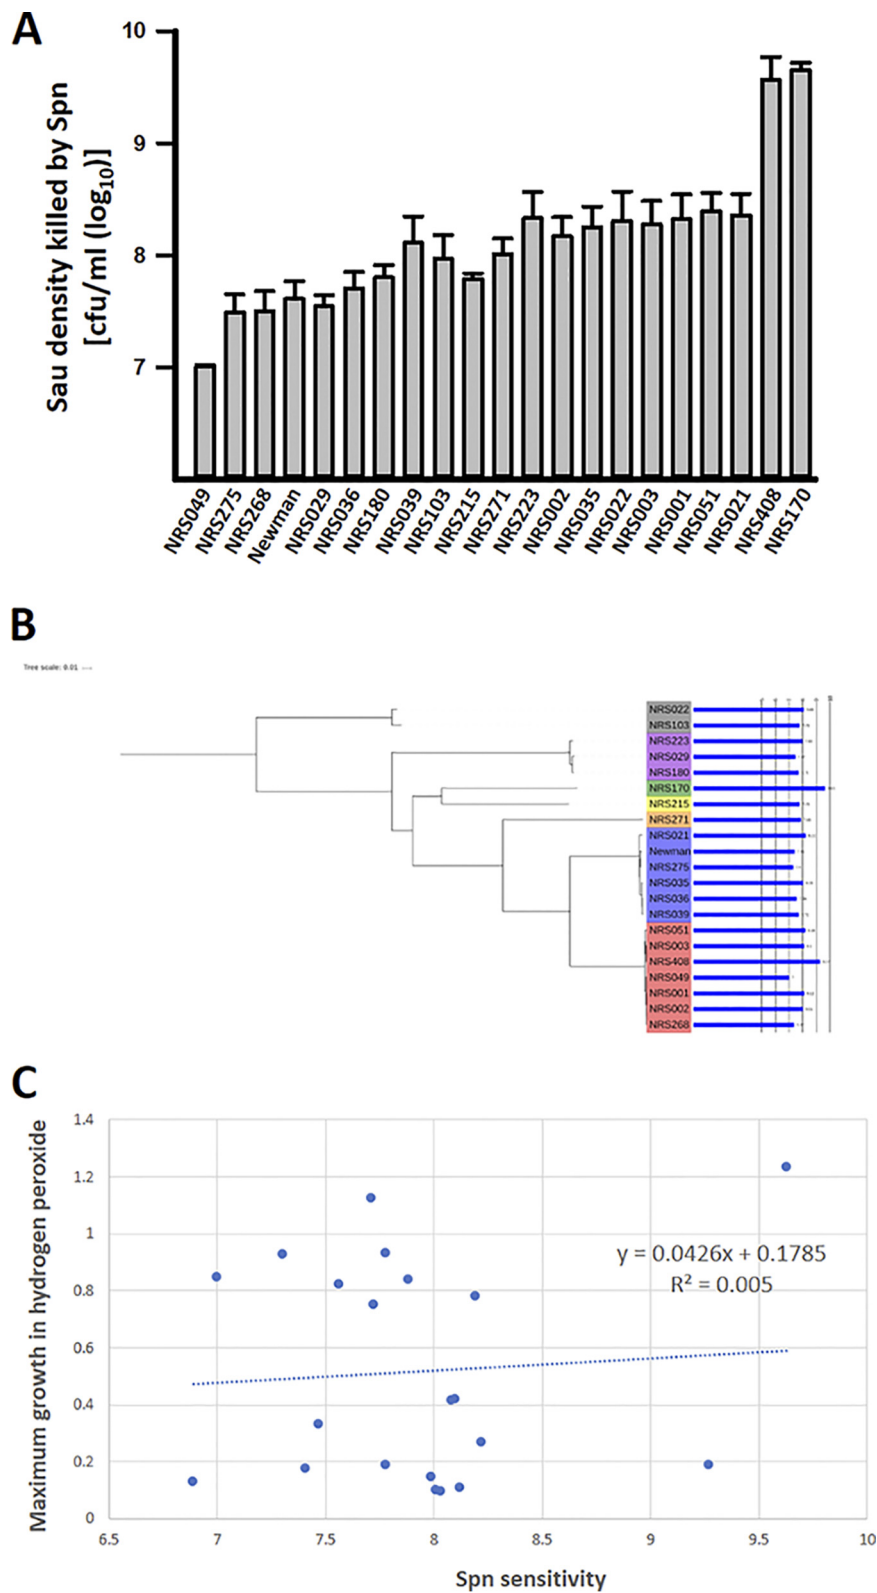 A
Sau density killed by Spn
[cfu/ml (log10)]
10
9
8
7
NRS049
NRS275
NRS268
Newman
NRS029
NRS036
NRS180
NRS039
NRS103
NRS215
NRS271
NRS223
NRS002
NRS035
NRS022
NRS003
NRS001
NRS051
NRS021
NRS408
NRS170
B
Tree scale: 0.01
NRS022
NRS103
NRS223
NRS029
NRS180
NRS170
NRS215
NRS271
NRS021
Newman
NRS275
NRS035
NRS036
NRS039
NRS051
NRS003
NRS408
NRS049
NRS001
NRS002
NRS268
C
Maximum growth in hydrogen peroxide
1.4
1.2
1
0.8
0.6
0.4
0.2
0
y = 0.0426x + 0.1785
R² = 0.005
6.5 7 7.5 8 8.5 9 9.5 10
Spn sensitivity